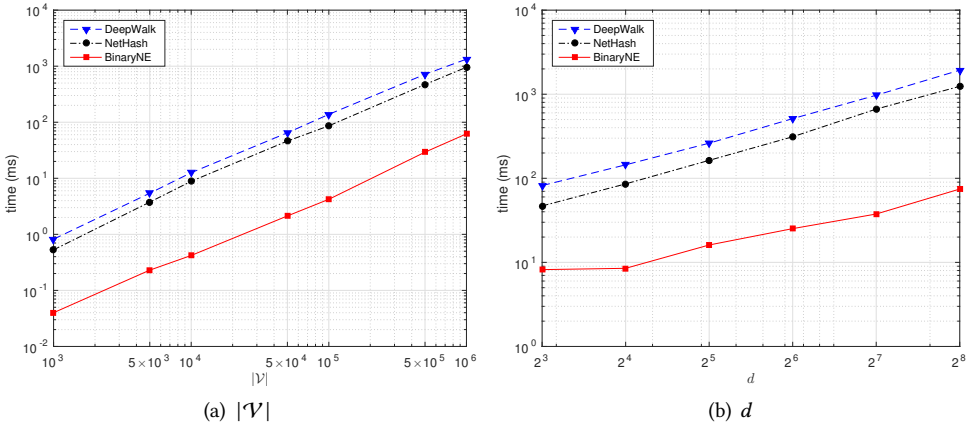 DeepWalk
NetHash
BinaryNE
time (ms)
10^4
10^3
10^2
10^1
10^0
10^-1
10^-2
10^3 5×10^3 10^4 5×10^4 10^5 5×10^5 10^6
|V|
(a) |V|
DeepWalk
NetHash
BinaryNE
time (ms)
10^4
10^3
10^2
10^1
10^0
2^3 2^4 2^5 2^6 2^7 2^8
d
(b) d